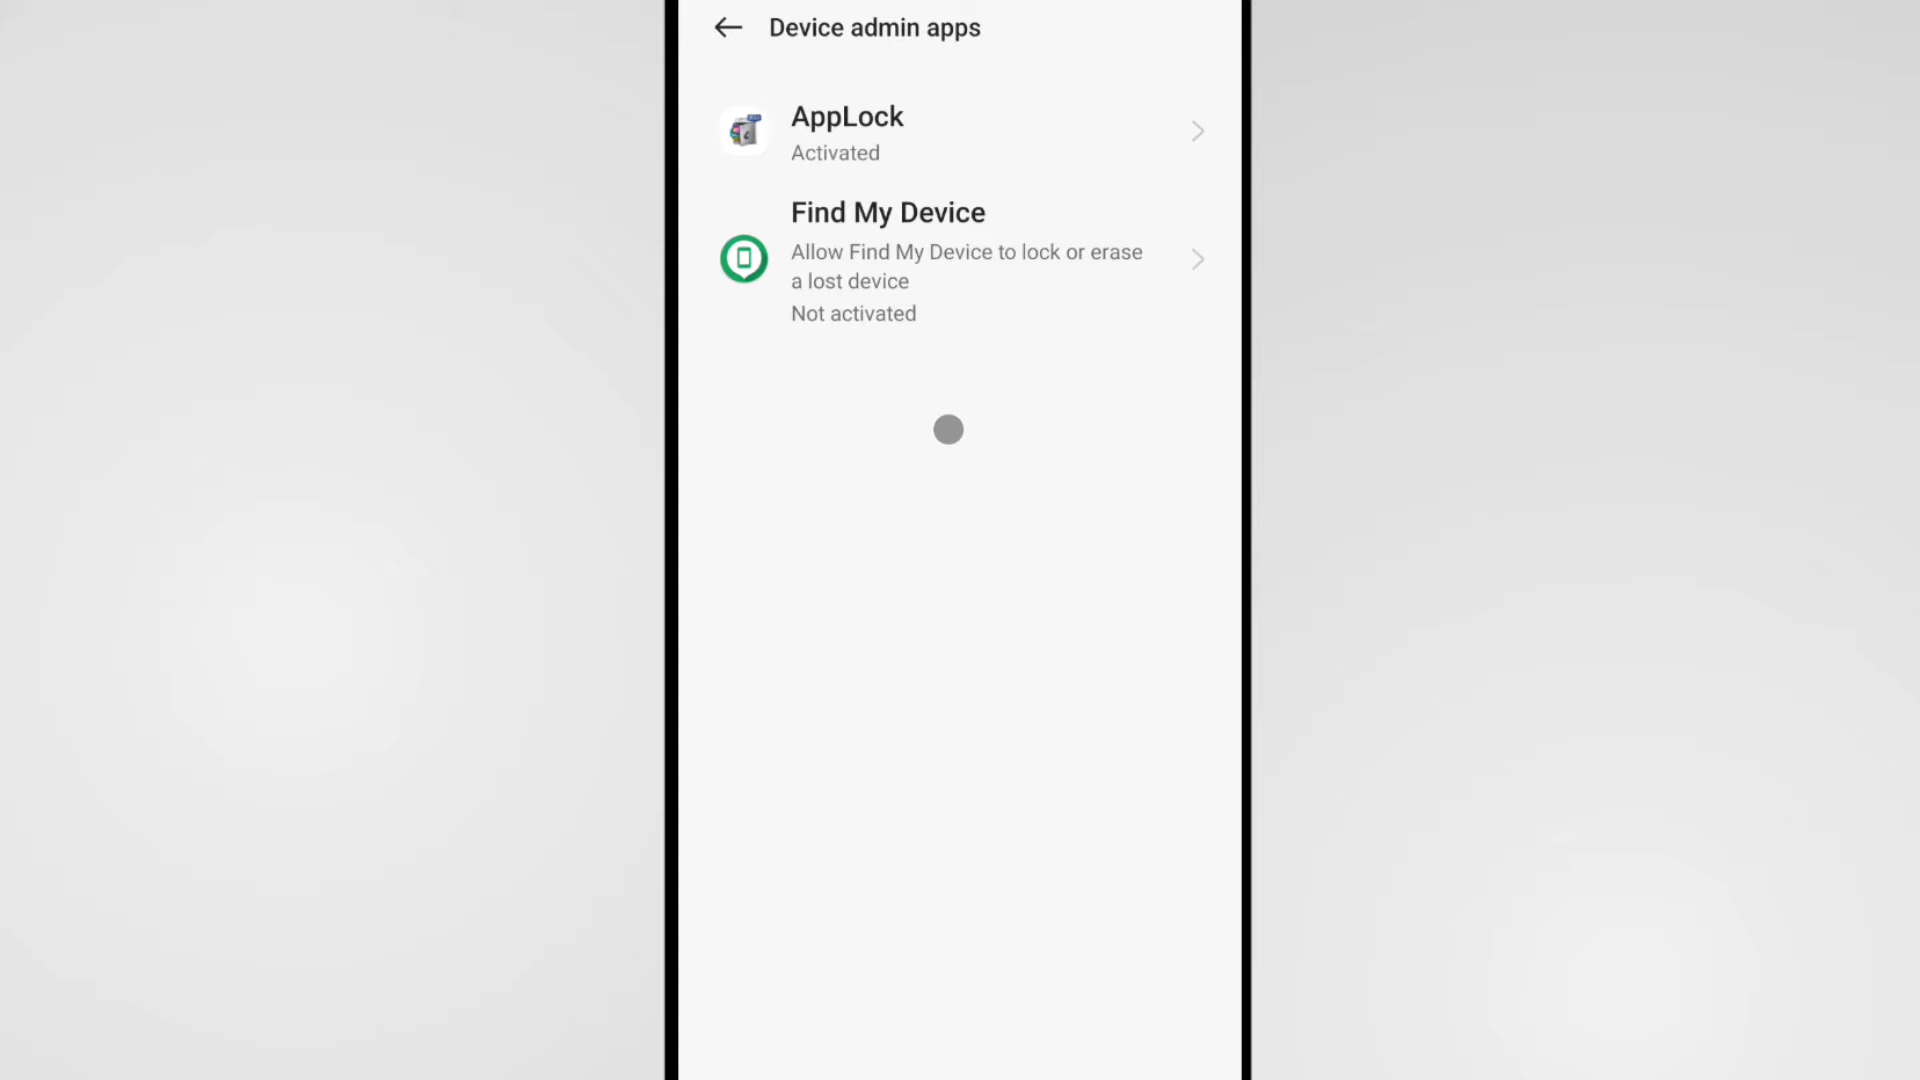 Device admin apps
AppLock
Activated
Find My Device
Allow Find My Device to lock or erase
a lost device
Not activated